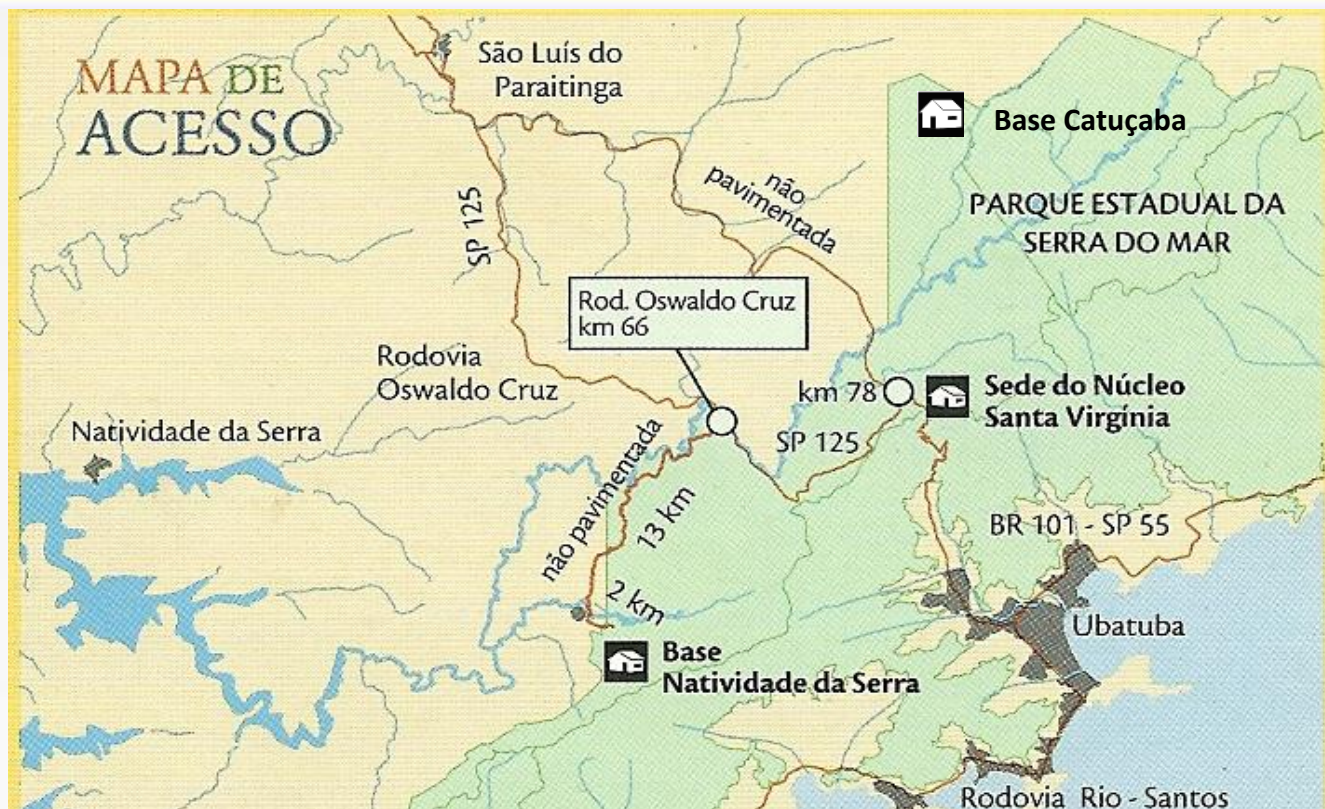 MAPA DE
ACESSO
São Luís do
Paraitinga
Base Catuçaba
não
pavimentada
PARQUE ESTADUAL DA
SERRA DO MAR
SP 125
Rod. Oswaldo Cruz
km 66
Rodovia
Oswaldo Cruz
km 78
Sede do Núcleo
Santa Virgínia
Natividade da Serra
SP 125
não pavimentada
13 km
BR 101 - SP 55
2 km
Ubatuba
Base
Natividade da Serra
Rodovia Rio - Santos